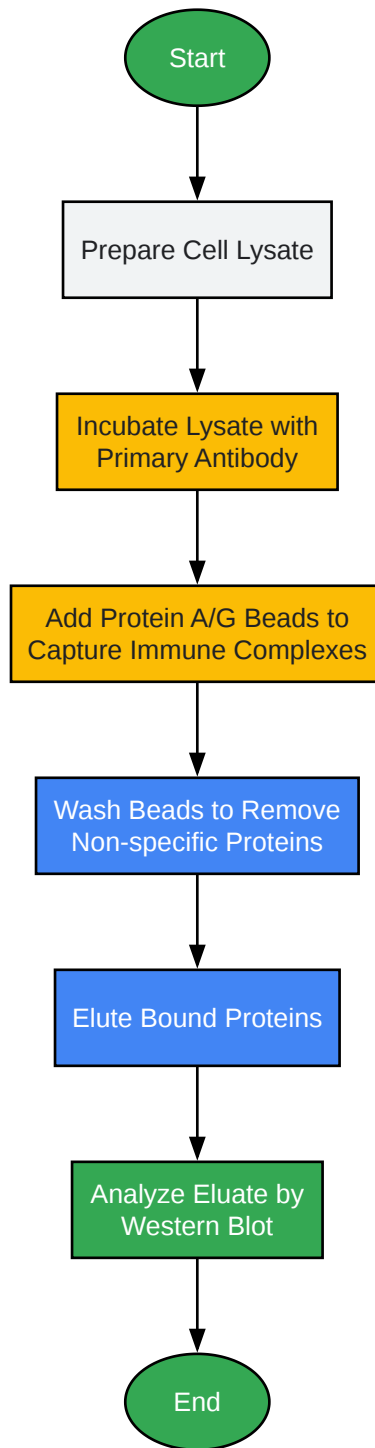 Start
Prepare Cell Lysate
Incubate Lysate with
Primary Antibody
Add Protein A/G Beads to
Capture Immune Complexes
Wash Beads to Remove
Non-specific Proteins
Elute Bound Proteins
Analyze Eluate by
Western Blot
End